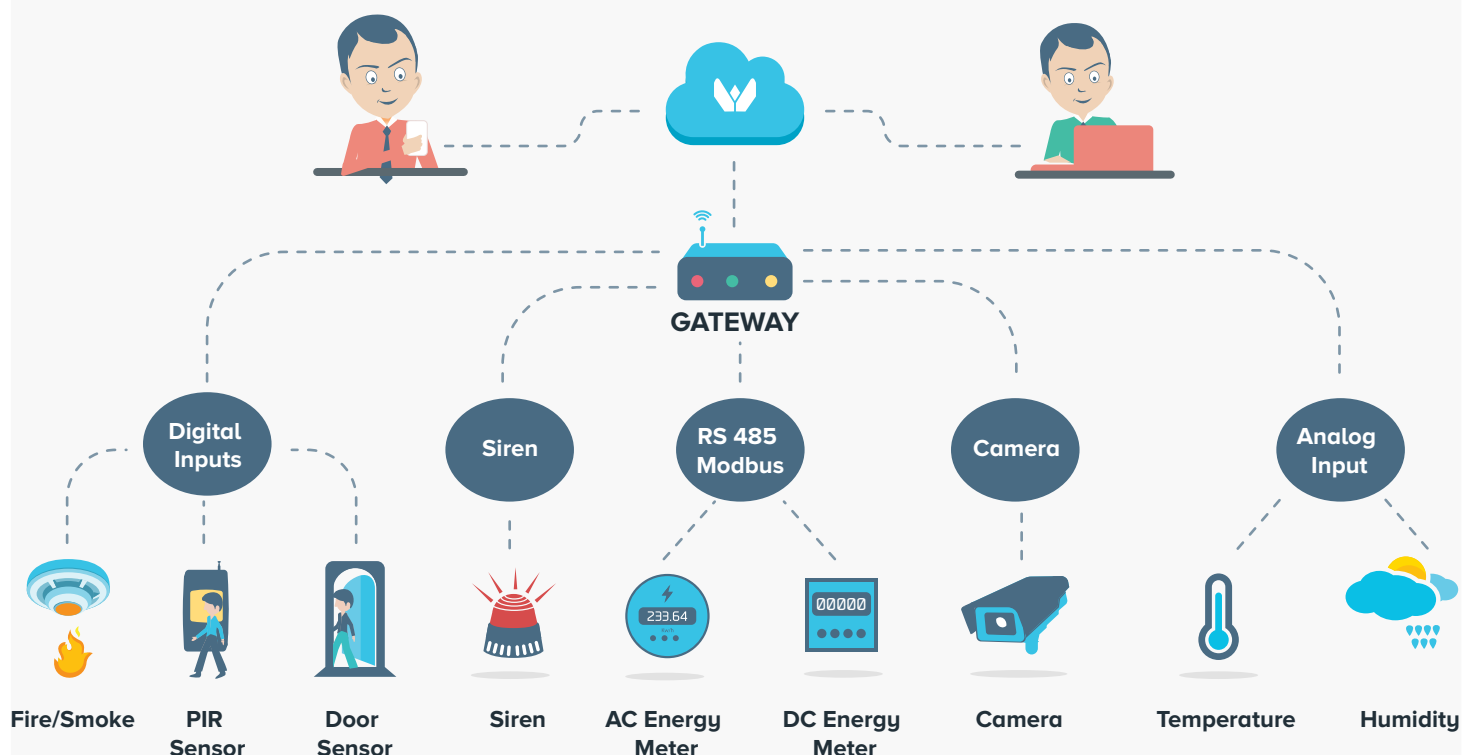 GATEWAY
Digital
Inputs
Siren
RS 485
Modbus
Camera
Analog
Input
233.64
00000
Fire/Smoke
PIR
Sensor
Door
Sensor
Siren
AC Energy
Meter
DC Energy
Meter
Camera
Temperature
Humidity